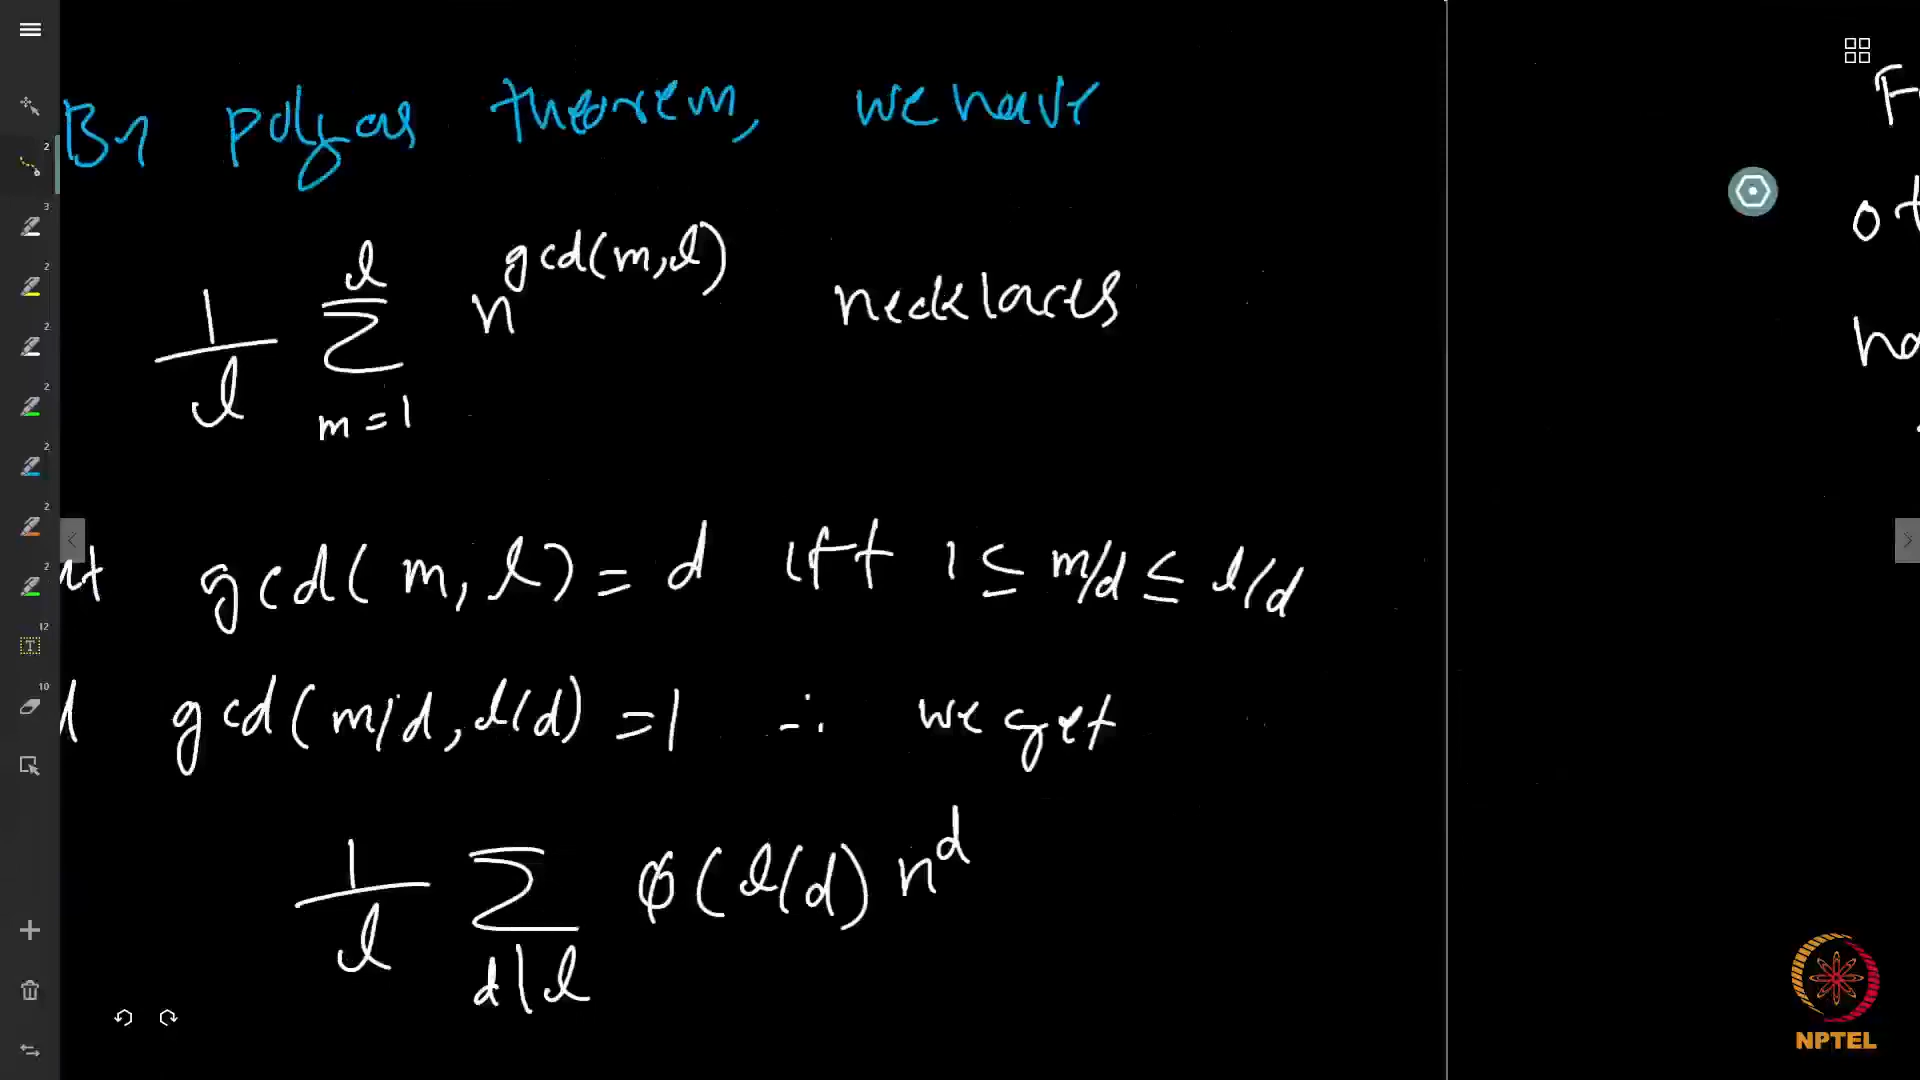 By polyas theorem, we have
1/l Σ_{m=1}^{l} n^{gcd(m,l)} necklaces
gcd(m, l) = d iff 1 ≤ m/d ≤ l/d
gcd(m/d, l/d) = 1 ∴ we get
1/l Σ_{d|l} φ(l/d) n^d
NPTEL